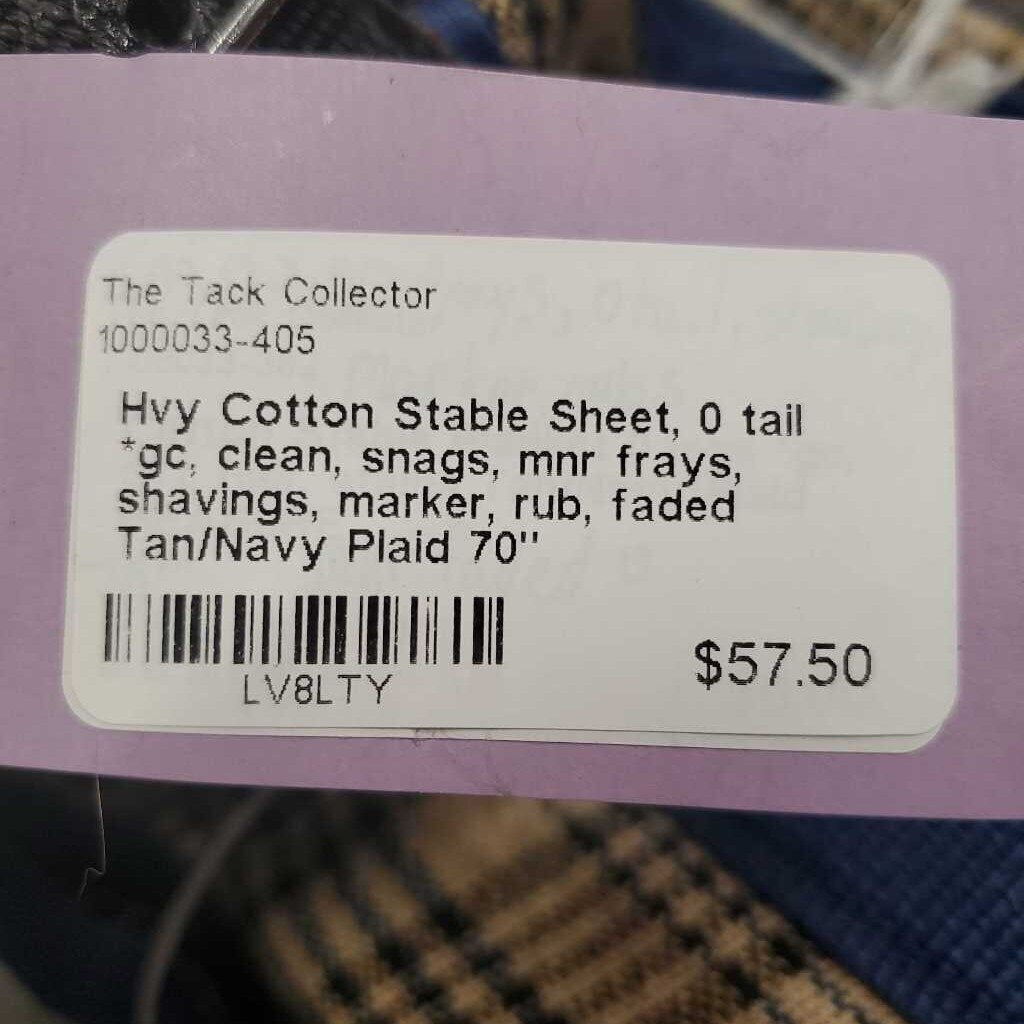 The Tack Collector
1000033-405
Hvy Cotton Stable Sheet, 0 tail
*gc, clean, snags, mnr frays,
shavings, marker, rub, faded
Tan/Navy Plaid 70"
LV8LTY
$57.50